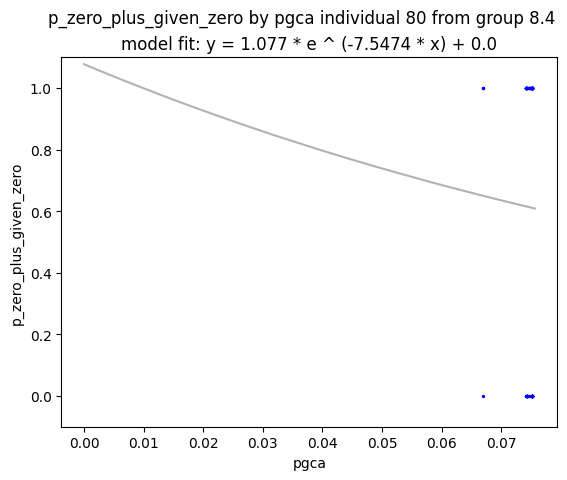 p_zero_plus_given_zero by pgca individual 80 from group 8.4
model fit: y = 1.077 * e ^ (-7.5474 * x) + 0.0
p_zero_plus_given_zero
1.0
0.8
0.6
0.4
0.2
0.0
0.00 0.01 0.02 0.03 0.04 0.05 0.06 0.07
pgca